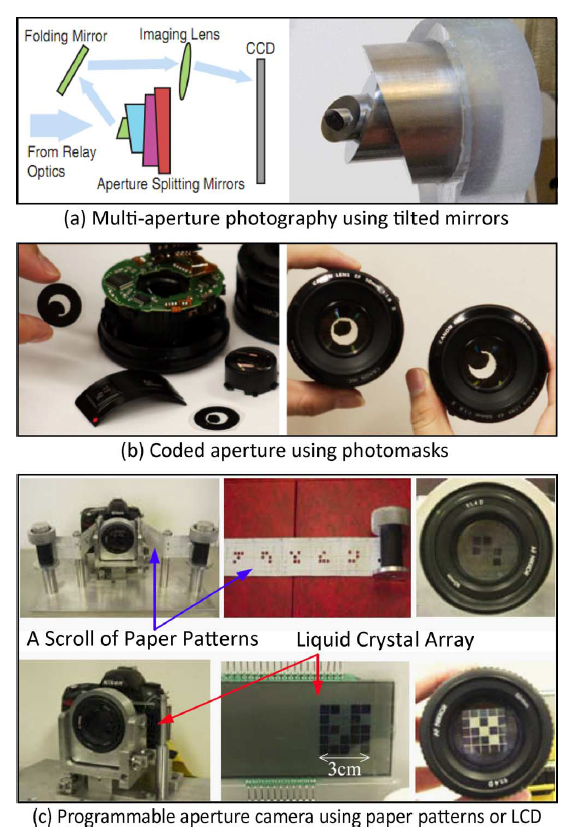 Folding Mirror
Imaging Lens
CCD
From Relay
Optics
Aperture Splitting Mirrors
(a) Multi-aperture photography using tilted mirrors
(b) Coded aperture using photomasks
A Scroll of Paper Patterns
Liquid Crystal Array
3cm
(c) Programmable aperture camera using paper patterns or LCD